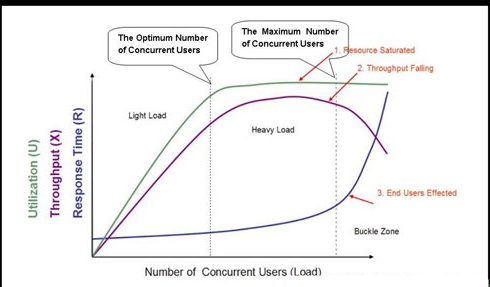 The Optimum Number
of Concurrent Users
The Maximum Number
of Concurrent Users
1. Resource Saturated
2. Throughput Falling
Light Load
Heavy Load
Utilization (U)
Throughput (X)
Response Time (R)
3. End Users Effected
Buckle Zone
Number of Concurrent Users (Load)